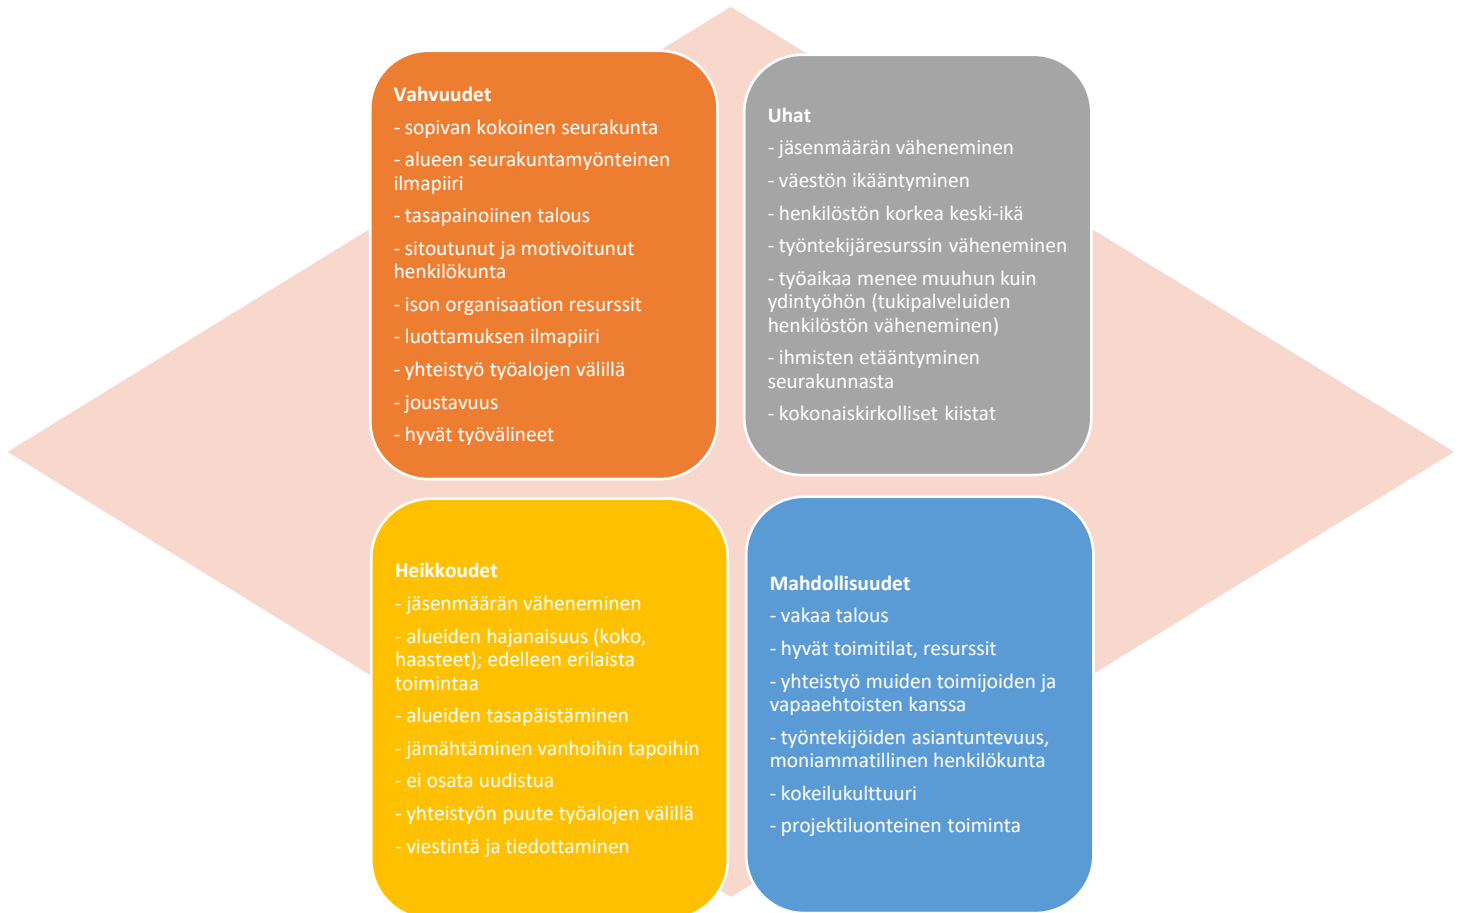 Vahvuudet
- sopivan kokoinen seurakunta
- alueen seurakuntamyönteinen
ilmapiiri
- tasapainoiinen talous
- sitoutunut ja motivoitunut
henkilökunta
- ison organisaation resurssit
- luottamuksen ilmapiiri
- yhteistyö työalojen välillä
- joustavuus
- hyvät työvälineet
Uhat
- jäsenmäärän väheneminen
- väestön ikääntyminen
- henkilöstön korkea keski-ikä
- työntekijäresurssin väheneminen
- työaikaa menee muuhun kuin
ydintyöhön (tukipalveluiden
henkilöstön väheneminen)
- ihmisten etääntyminen
seurakunnasta
- kokonaiskirkolliset kiistat
Heikkoudet
- jäsenmäärän väheneminen
- alueiden hajanaisuus (koko,
haasteet); edelleen erilaista
toimintaa
- alueiden tasapäistäminen
- jämähtäminen vanhoihin tapoihin
- ei osata uudistua
- yhteistyön puute työalojen välillä
- viestintä ja tiedottaminen
Mahdollisuudet
- vakaa talous
- hyvät toimitilat, resurssit
- yhteistyö muiden toimijoiden ja
vapaaehtoisten kanssa
- työntekijöiden asiantuntevuus,
moniammatillinen henkilökunta
- kokeilukulttuuri
- projektiluonteinen toiminta